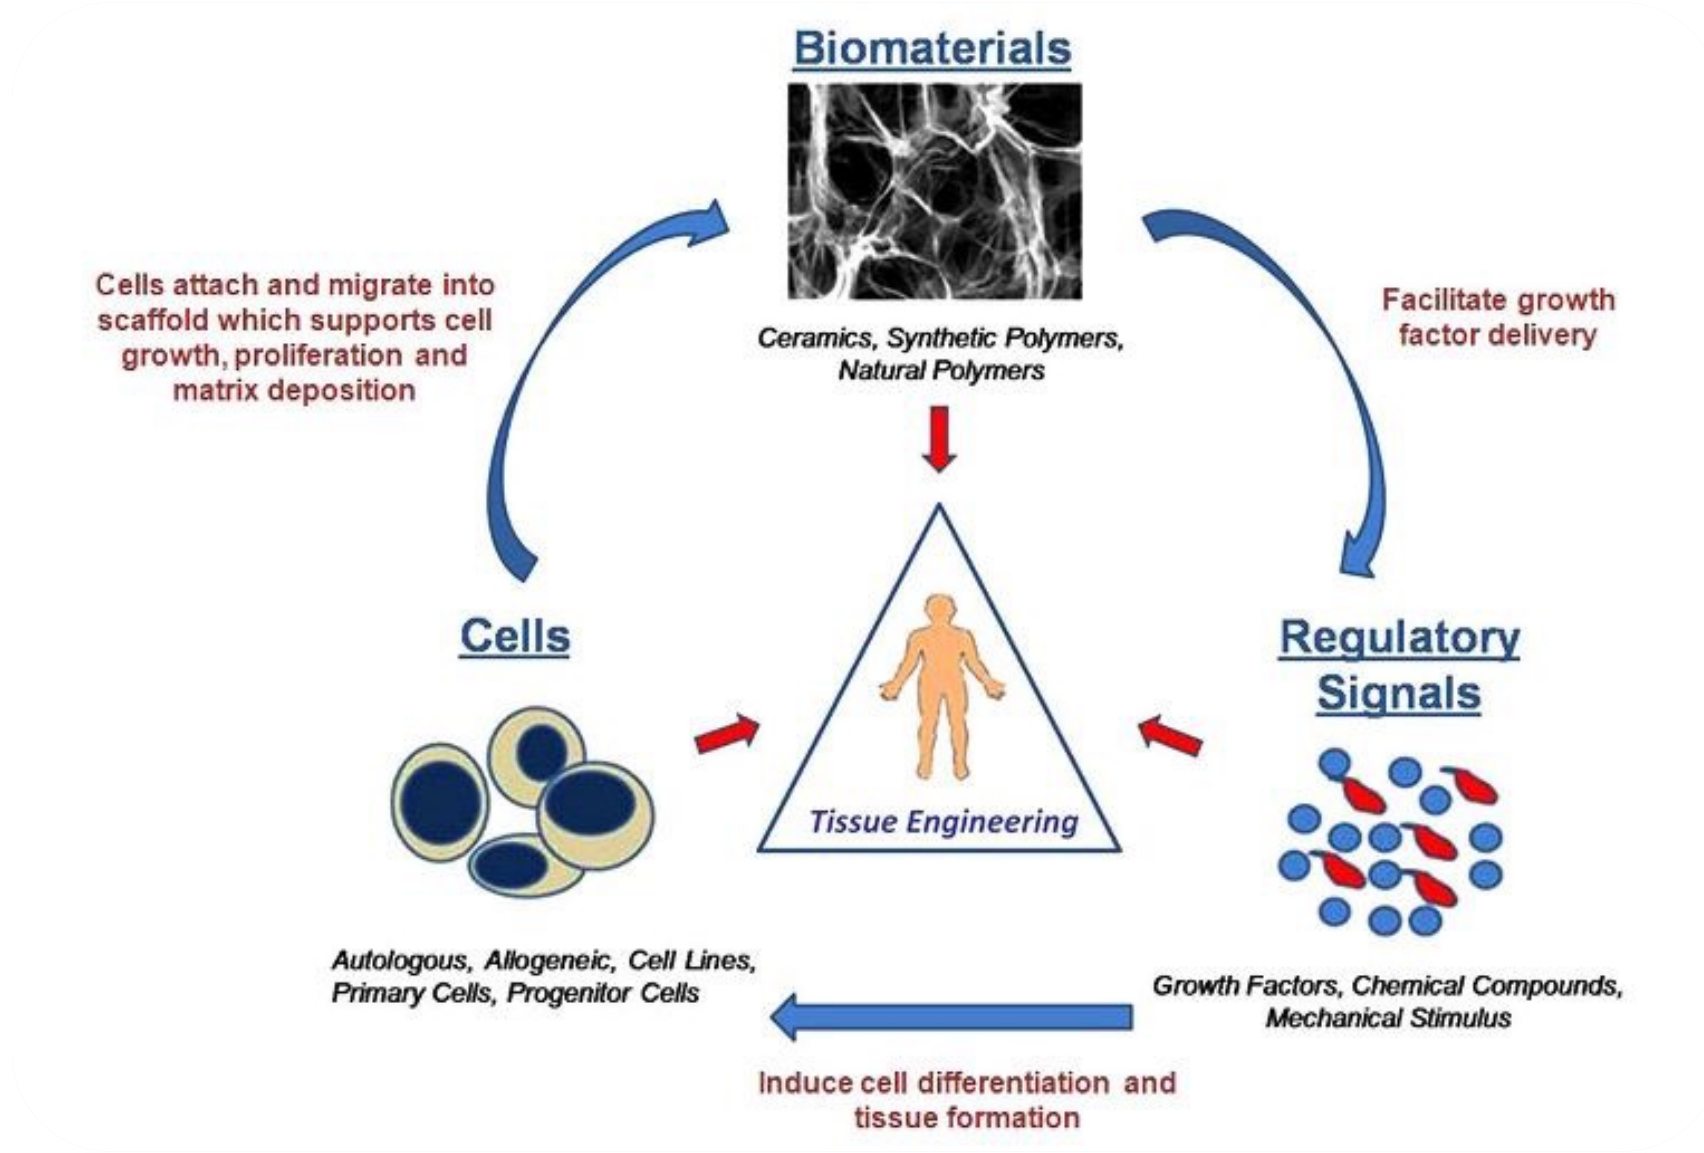 Biomaterials
Ceramics, Synthetic Polymers,
Natural Polymers
Cells attach and migrate into
scaffold which supports cell
growth, proliferation and
matrix deposition
Facilitate growth
factor delivery
Cells
Regulatory
Signals
Tissue Engineering
Autologous, Allogeneic, Cell Lines,
Primary Cells, Progenitor Cells
Growth Factors, Chemical Compounds,
Mechanical Stimulus
Induce cell differentiation and
tissue formation